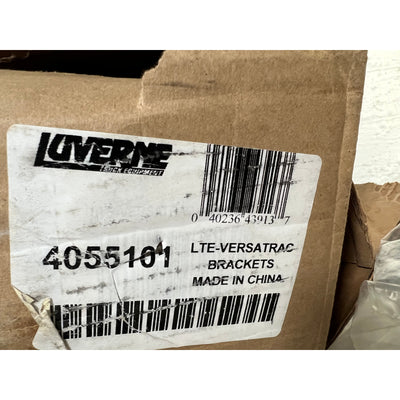 LUVERNE
TRUCK EQUIPMENT
0 40236 43913 7
4055101
LTE-VERSATRAC
BRACKETS
MADE IN CHINA